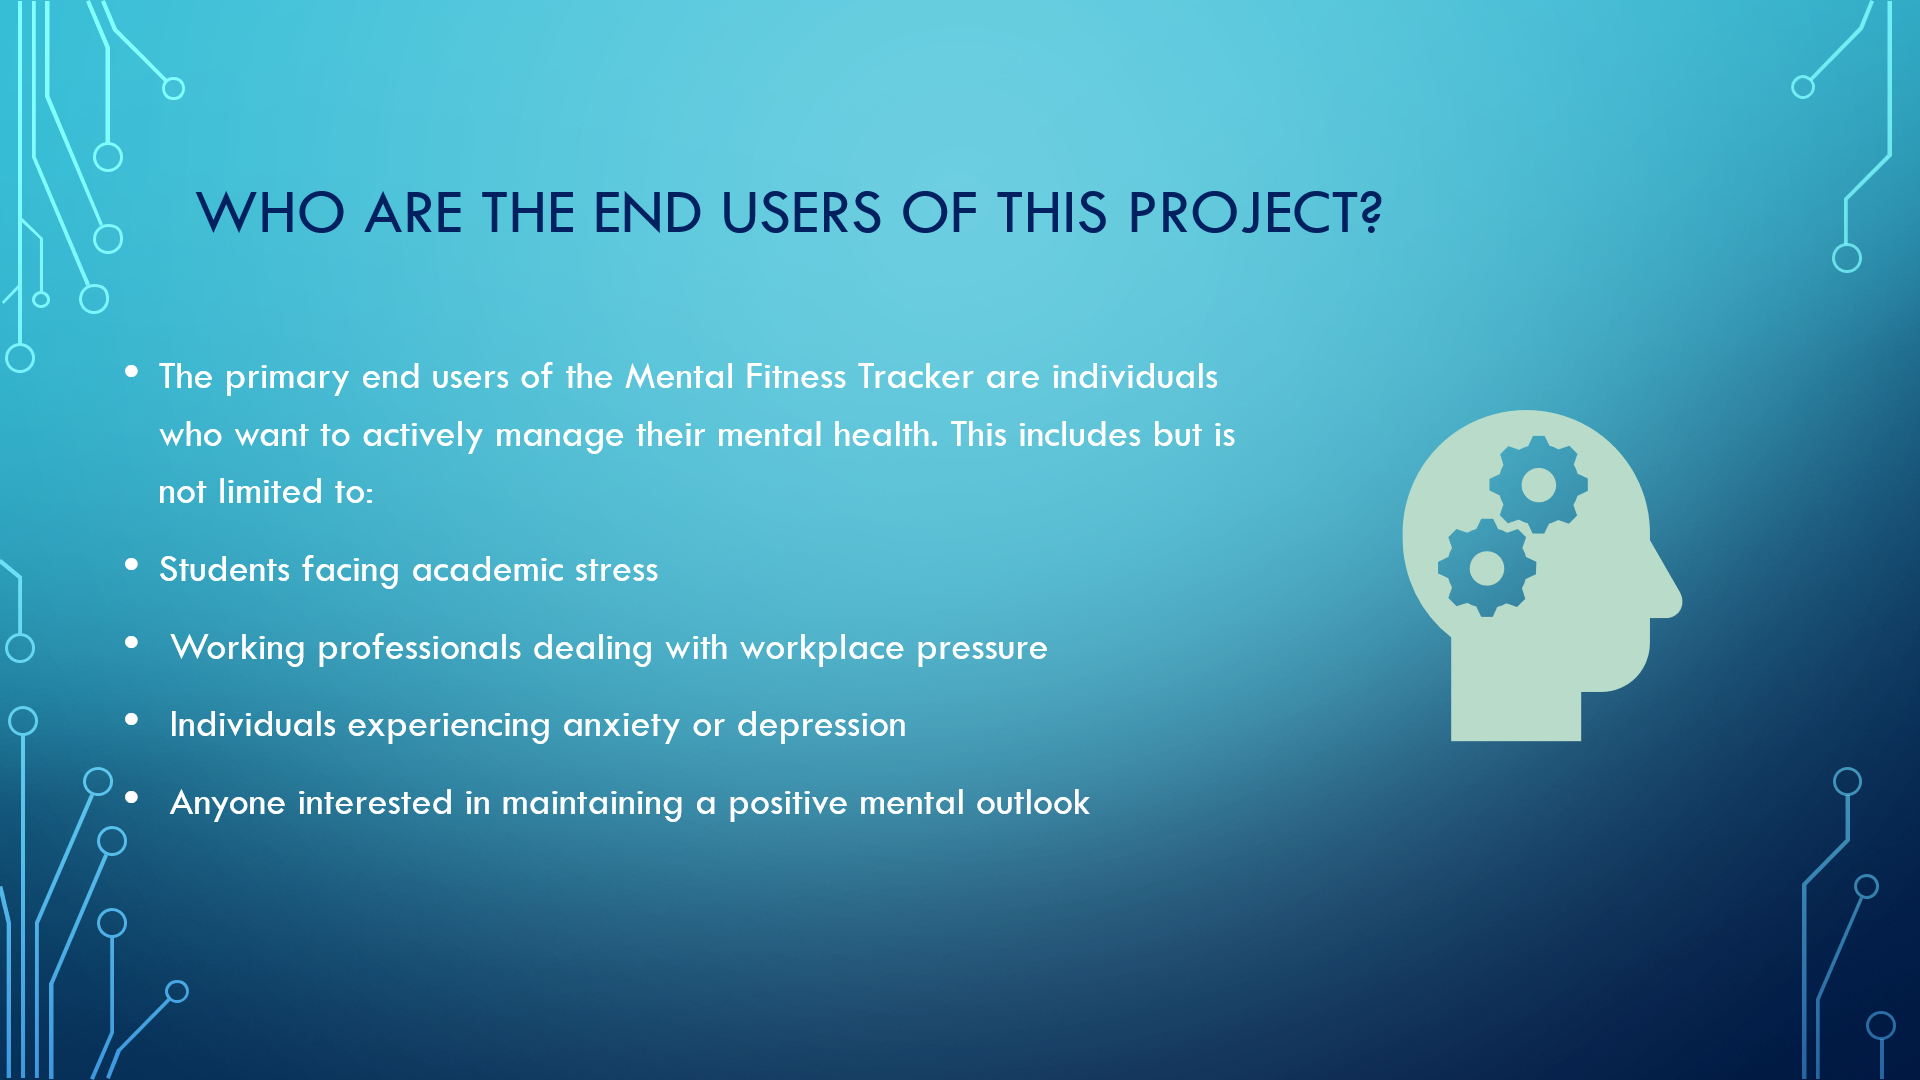 WHO ARE THE END USERS OF THIS PROJECT?
• The primary end users of the Mental Fitness Tracker are individuals
who want to actively manage their mental health. This includes but is
not limited to:
• Students facing academic stress
• Working professionals dealing with workplace pressure
• Individuals experiencing anxiety or depression
• Anyone interested in maintaining a positive mental outlook